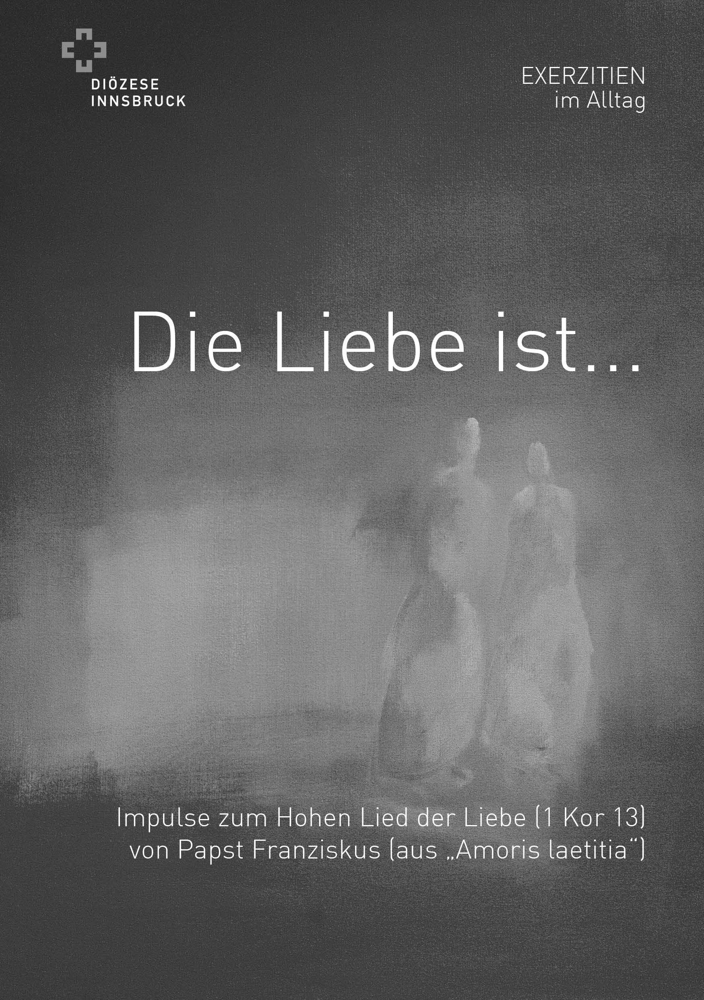 DIÖZESE
INNSBRUCK
EXERZITIEN
im Alltag
Die Liebe ist...
Impulse zum Hohen Lied der Liebe (1 Kor 13)
von Papst Franziskus (aus „Amoris laetitia“)